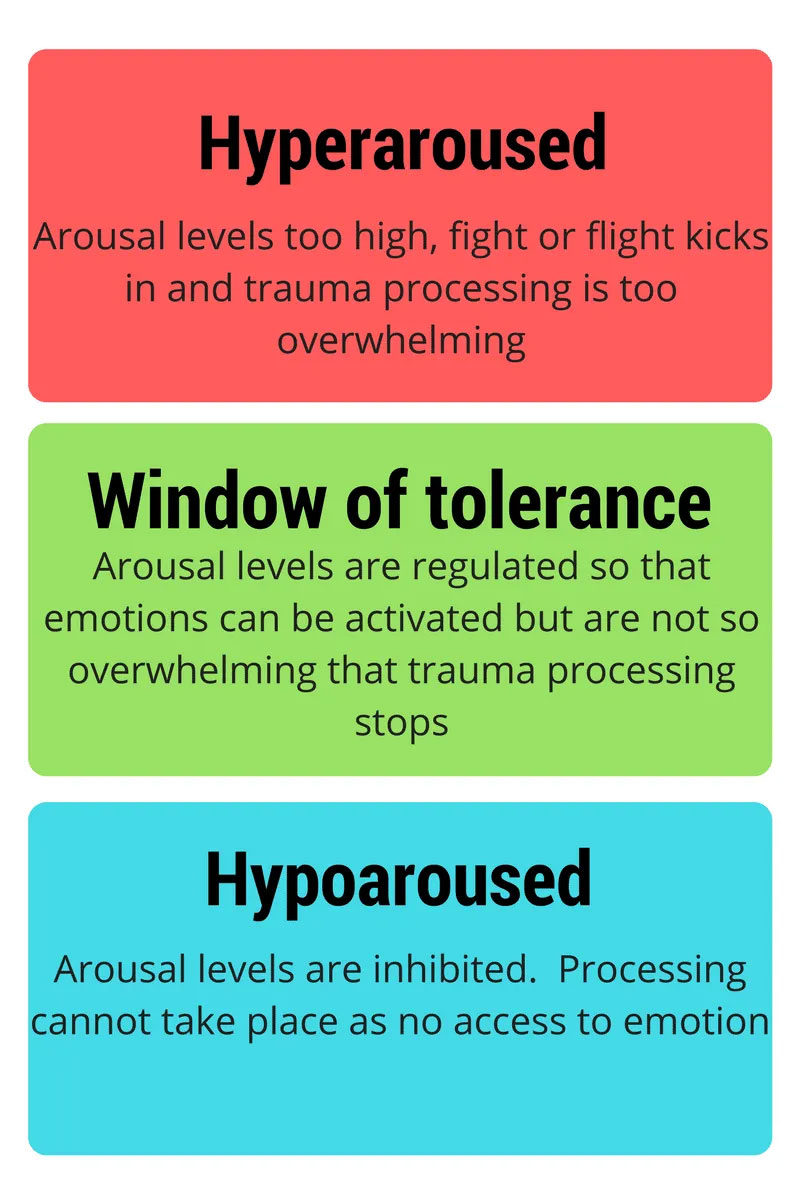 Hyperaroused
Arousal levels too high, fight or flight kicks
in and trauma processing is too
overwhelming
Window of tolerance
Arousal levels are regulated so that
emotions can be activated but are not so
overwhelming that trauma processing
stops
Hypoaroused
Arousal levels are inhibited.  Processing
cannot take place as no access to emotion